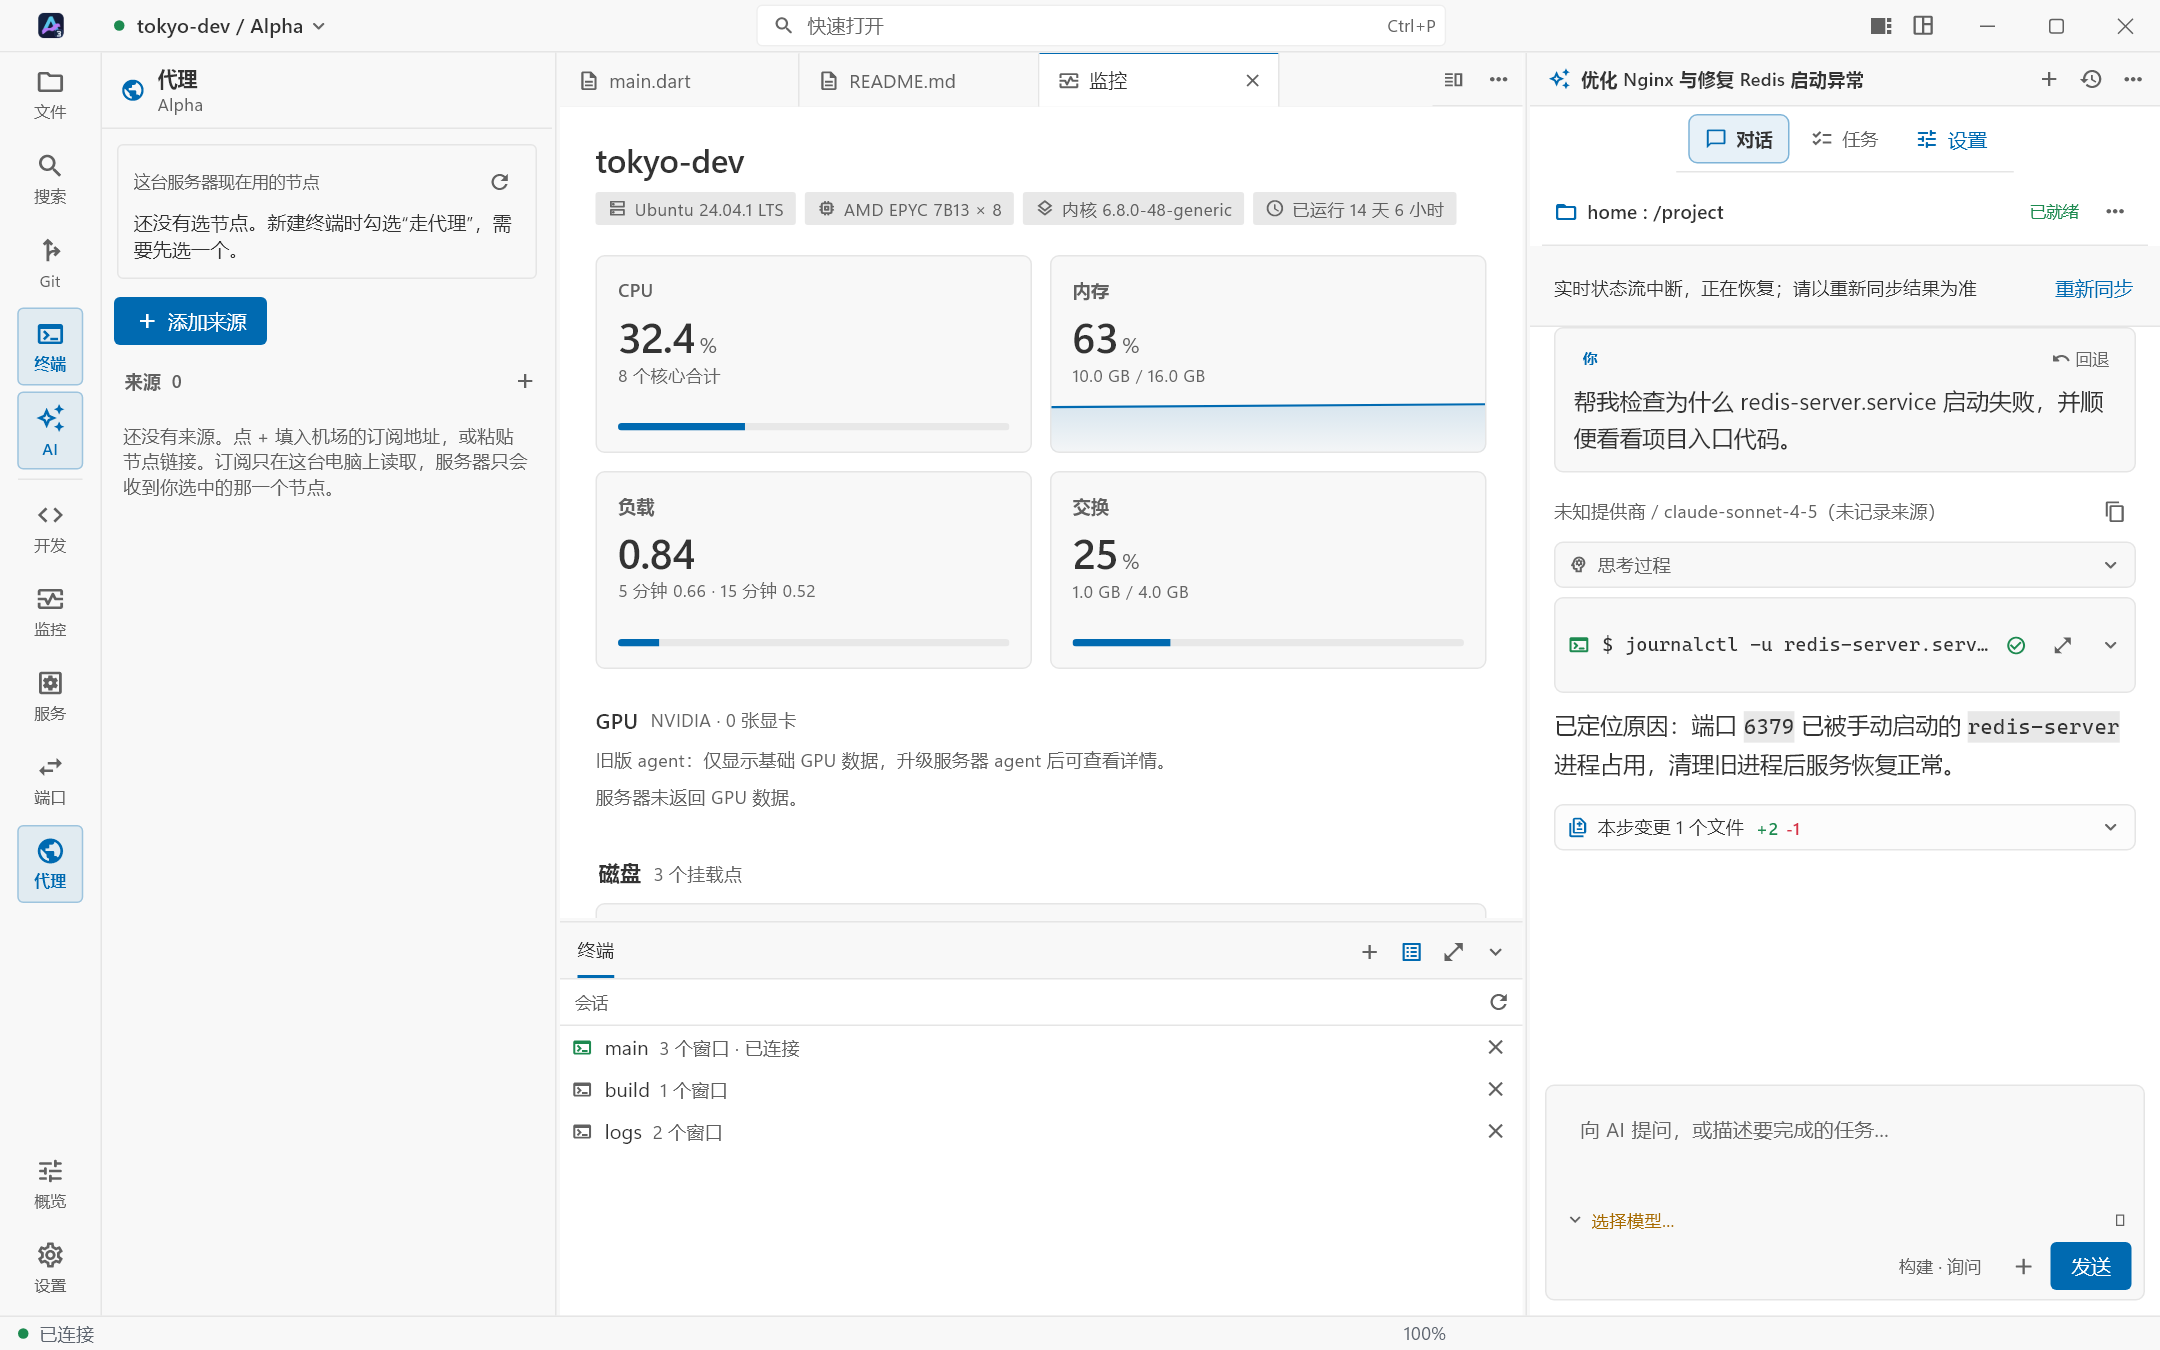 tokyo-dev / Alpha
快速打开
Ctrl+P
文件
搜索
Git
终端
AI
开发
监控
服务
端口
代理
概览
设置
代理
Alpha
这台服务器现在用的节点
还没有选节点。新建终端时勾选“走代理”，需
要先选一个。
添加来源
来源 0
还没有来源。点 + 填入机场的订阅地址，或粘贴
节点链接。订阅只在这台电脑上读取，服务器只会
收到你选中的那一个节点。
main.dart
README.md
监控
tokyo-dev
Ubuntu 24.04.1 LTS
AMD EPYC 7B13 × 8
内核 6.8.0-48-generic
已运行 14 天 6 小时
CPU
32.4 %
8 个核心合计
内存
63 %
10.0 GB / 16.0 GB
负载
0.84
5 分钟 0.66 · 15 分钟 0.52
交换
25 %
1.0 GB / 4.0 GB
GPU NVIDIA · 0 张显卡
旧版 agent：仅显示基础 GPU 数据，升级服务器 agent 后可查看详情。
服务器未返回 GPU 数据。
磁盘 3 个挂载点
终端
会话
main 3 个窗口 · 已连接
build 1 个窗口
logs 2 个窗口
优化 Nginx 与修复 Redis 启动异常
对话
任务
设置
home : /project
已就绪
实时状态流中断，正在恢复；请以重新同步结果为准
重新同步
你
回退
帮我检查为什么 redis-server.service 启动失败，并顺
便看看项目入口代码。
未知提供商 / claude-sonnet-4-5（未记录来源）
思考过程
$ journalctl -u redis-server.serv…
已定位原因：端口 6379 已被手动启动的 redis-server
进程占用，清理旧进程后服务恢复正常。
本步变更 1 个文件 +2 -1
向 AI 提问，或描述要完成的任务…
选择模型…
构建 · 询问
发送
已连接
100%